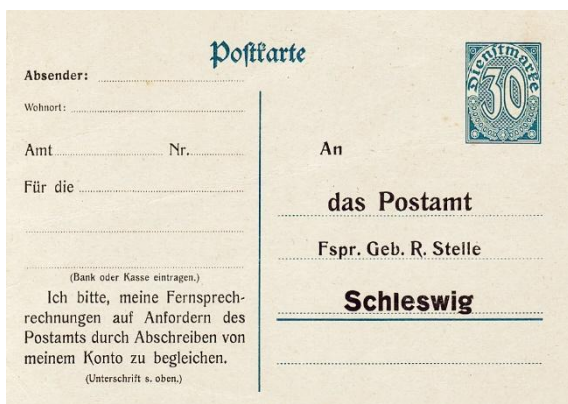 Postkarte
Absender:
Wohnort:
Amt Nr.
Für die
(Bank oder Kasse eintragen.)
Ich bitte, meine Fernsprech-
rechnungen auf Anfordern des
Postamts durch Abschreiben von
meinem Konto zu begleichen.
(Unterschrift s. oben.)
Dienstmarke
30
An
das Postamt
Fspr. Geb. R. Stelle
Schleswig